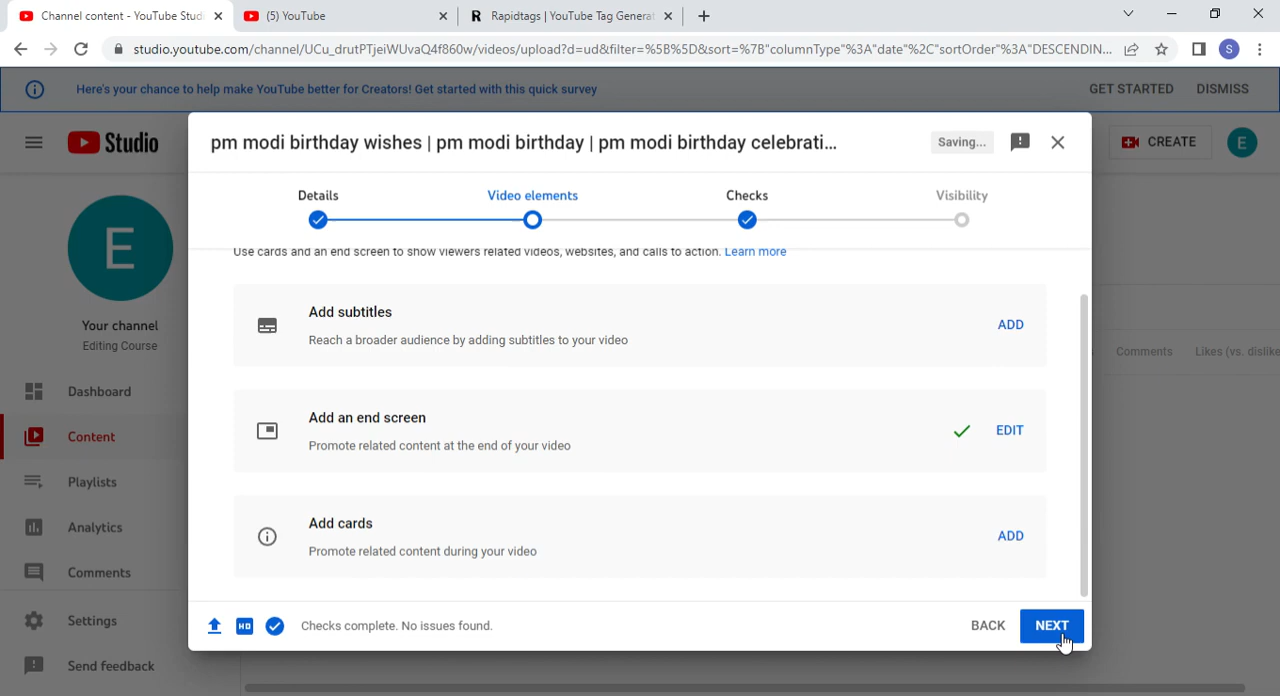 Channel content - YouTube Studi
(5) YouTube
R Rapidtags | YouTube Tag Generat
studio.youtube.com/channel/UCu_drutPTjeiWUvaQ4f860w/videos/upload?d=ud&filter=%5B%5D&sort=%7B"columnType"%3A"date"%2C"sortOrder"%3A"DESCENDIN...
S
Here's your chance to help make YouTube better for Creators! Get started with this quick survey
GET STARTED
DISMISS
Studio
pm modi birthday wishes | pm modi birthday | pm modi birthday celebrati...
Saving...
CREATE
E
Details
Video elements
Checks
Visibility
E
Use cards and an end screen to show viewers related videos, websites, and calls to action. Learn more
Your channel
Editing Course
Add subtitles
Reach a broader audience by adding subtitles to your video
ADD
Comments
Likes (vs. dislike
Dashboard
Content
Add an end screen
Promote related content at the end of your video
EDIT
Playlists
Analytics
Add cards
Promote related content during your video
ADD
Comments
Settings
HD
Checks complete. No issues found.
BACK
NEXT
Send feedback